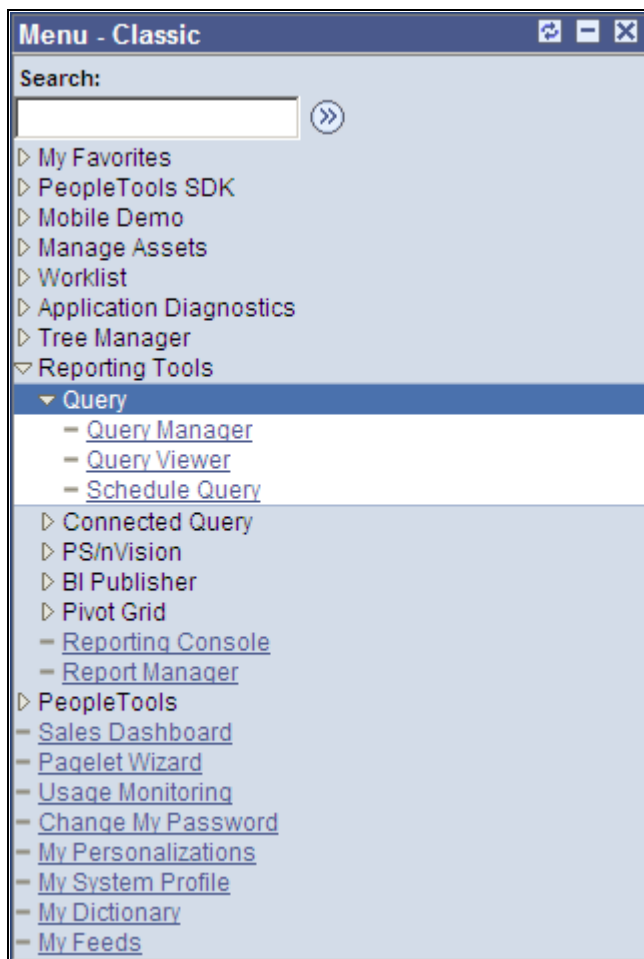 Menu - Classic
Search:
My Favorites
PeopleTools SDK
Mobile Demo
Manage Assets
Worklist
Application Diagnostics
Tree Manager
Reporting Tools
Query
Query Manager
Query Viewer
Schedule Query
Connected Query
PS/nVision
BI Publisher
Pivot Grid
Reporting Console
Report Manager
PeopleTools
Sales Dashboard
Pagelet Wizard
Usage Monitoring
Change My Password
My Personalizations
My System Profile
My Dictionary
My Feeds